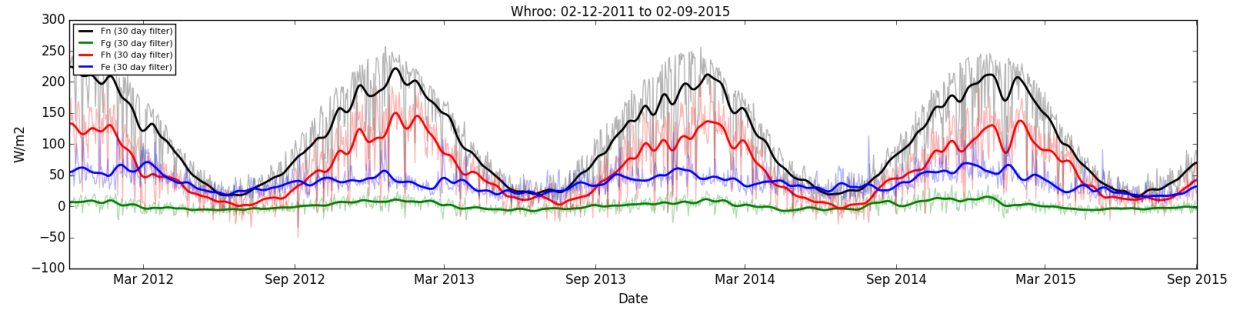 Whroo: 02-12-2011 to 02-09-2015
300
250
200
150
100
50
0
−50
−100
W/m2
Fn (30 day filter)
Fg (30 day filter)
Fh (30 day filter)
Fe (30 day filter)
Mar 2012 Sep 2012 Mar 2013 Sep 2013 Mar 2014 Sep 2014 Mar 2015 Sep 2015
Date